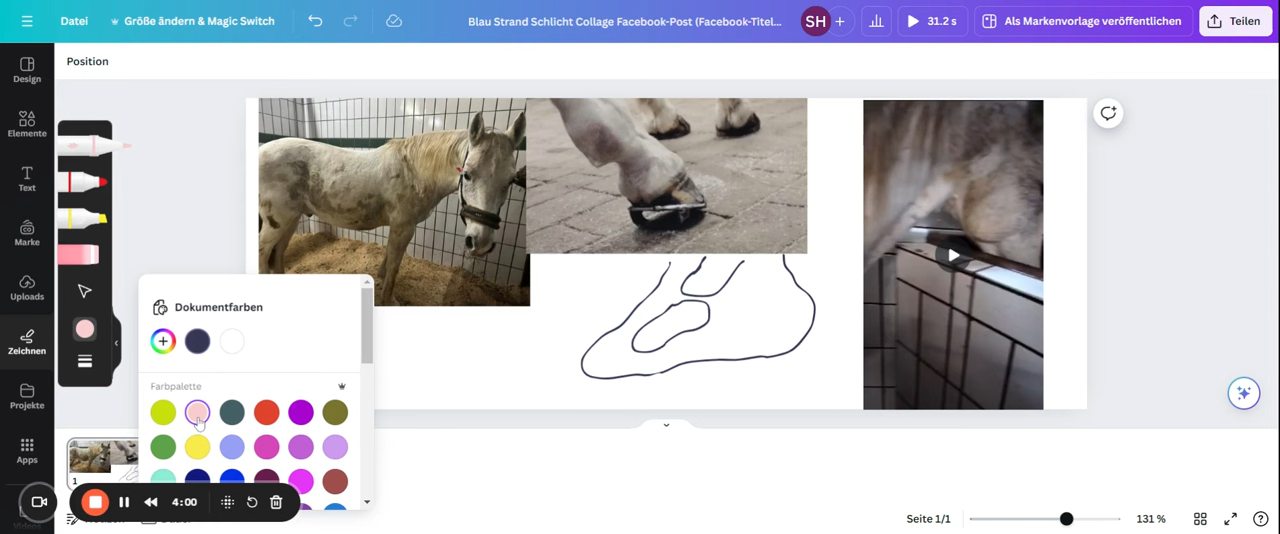 Datei
Größe ändern & Magic Switch
Blau Strand Schlicht Collage Facebook-Post (Facebook-Titel...
SH
31.2 s
Als Markenvorlage veröffentlichen
Teilen
Position
Design
Elemente
Text
Marke
Uploads
Zeichnen
Projekte
Apps
Dokumentfarben
Farbpalette
1
4:00
Seite 1/1
131 %